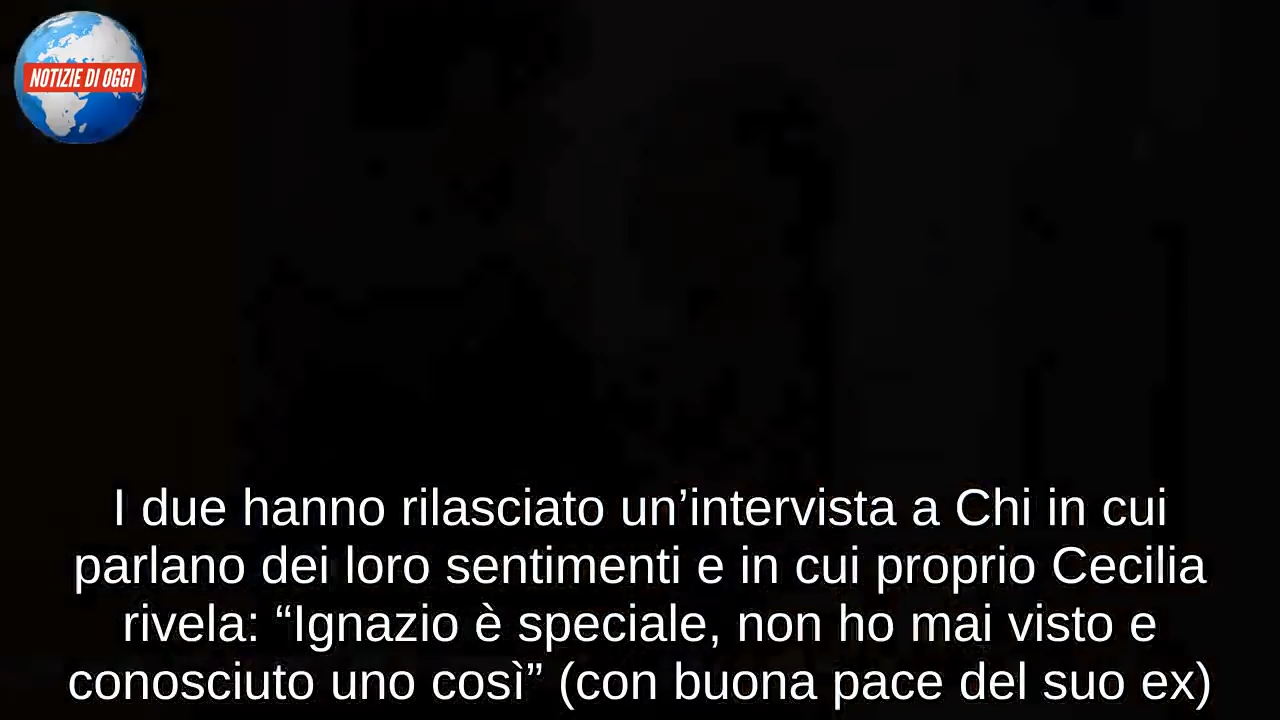 NOTIZIE DI OGGI
I due hanno rilasciato un’intervista a Chi in cui
parlano dei loro sentimenti e in cui proprio Cecilia
rivela: “Ignazio è speciale, non ho mai visto e
conosciuto uno così” (con buona pace del suo ex)